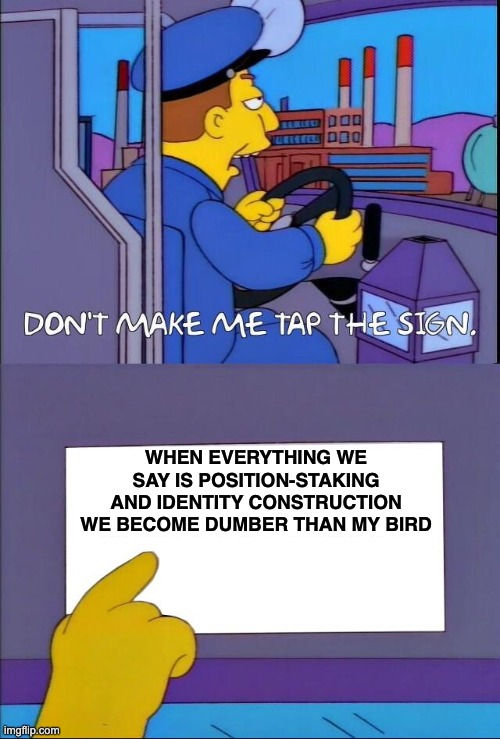 DON'T MAKE ME TAP THE SIGN.
WHEN EVERYTHING WE
SAY IS POSITION-STAKING
AND IDENTITY CONSTRUCTION
WE BECOME DUMBER THAN MY BIRD
imgflip.com